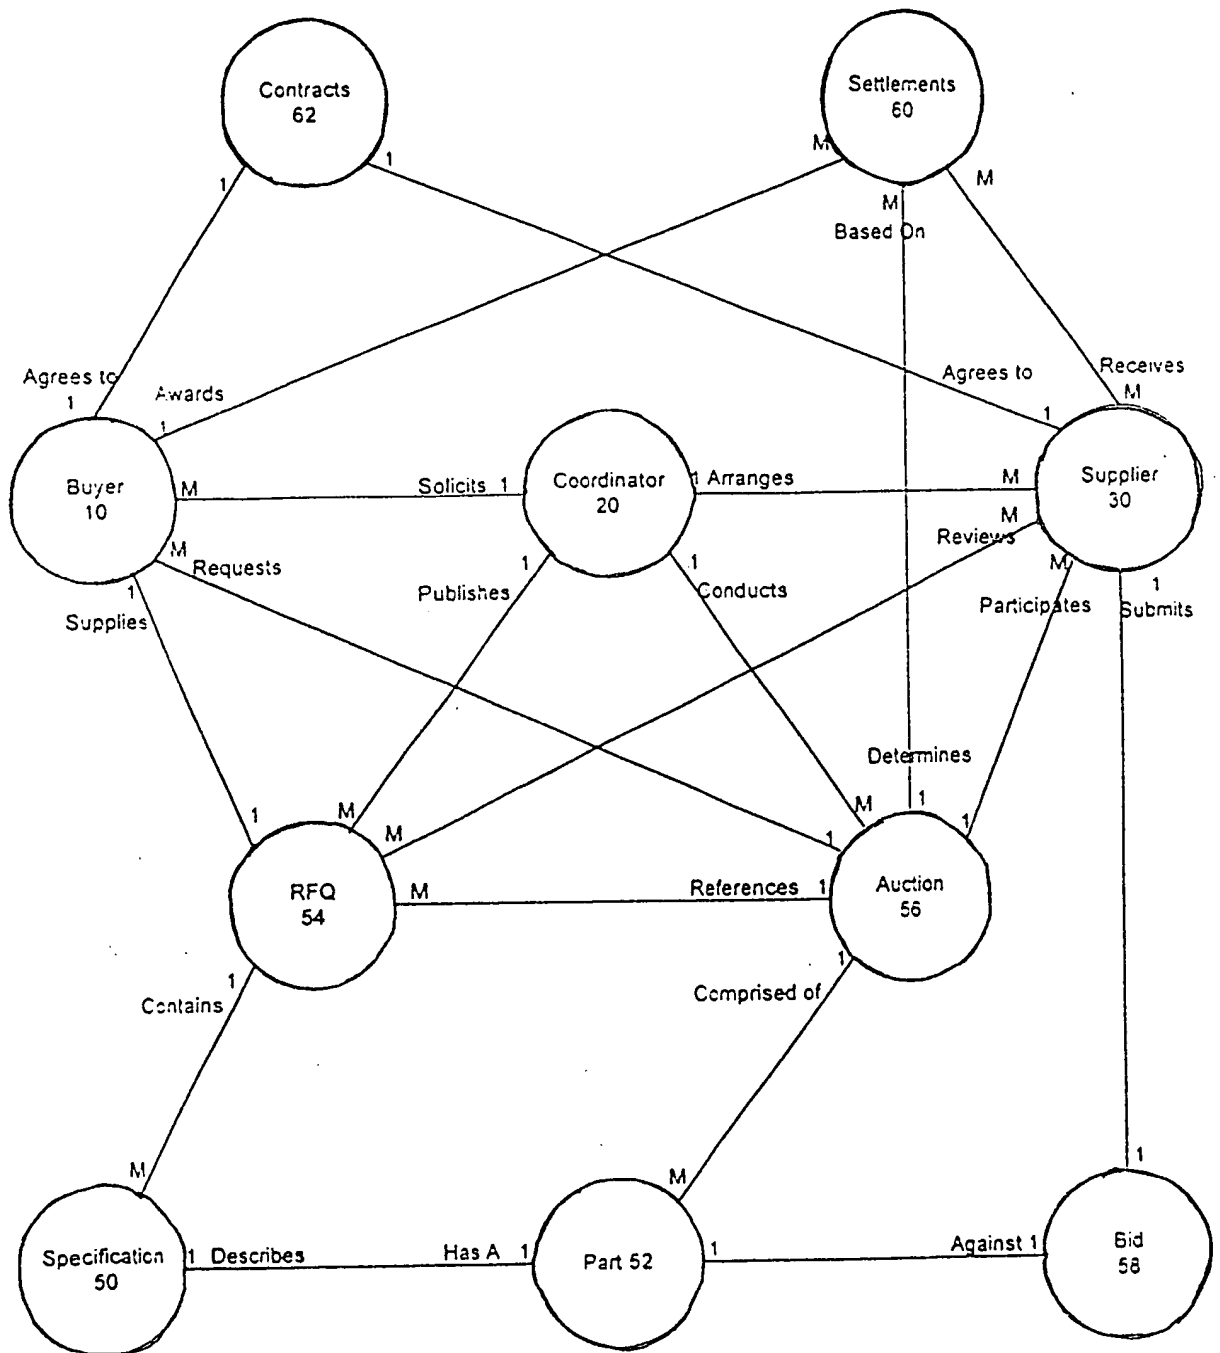 Contracts
62
Settlements
60
1
1
M
M
M
Based On
Agrees to
1
Awards
1
Agrees to
1
Receives
M
Buyer
10
M
Solicits 1
Coordinator
20
1 Arranges
M
Supplier
30
M
Requests
1
Supplies
1
Publishes
1
Conducts
M
Reviews
M
Participates
1
Submits
Determines
1
M
M
M
1
1
1
RFQ
54
M
References 1
Auction
56
1
Contains
1
Comprised of
M
M
1
Specification
50
1 Describes
Has A 1
Part 52
1
Against 1
Bid
58